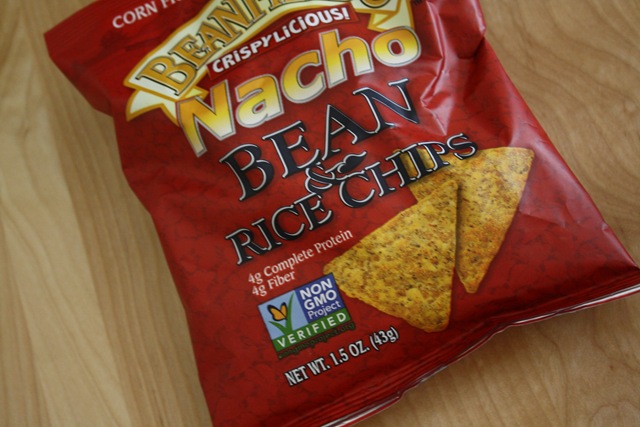 CORN
CRISPYLICIOUS!
Nacho
BEAN
&
RICE CHIPS
4g Complete Protein
4g Fiber
NON
GMO
Project
VERIFIED
NET WT. 1.5 OZ. (43g)